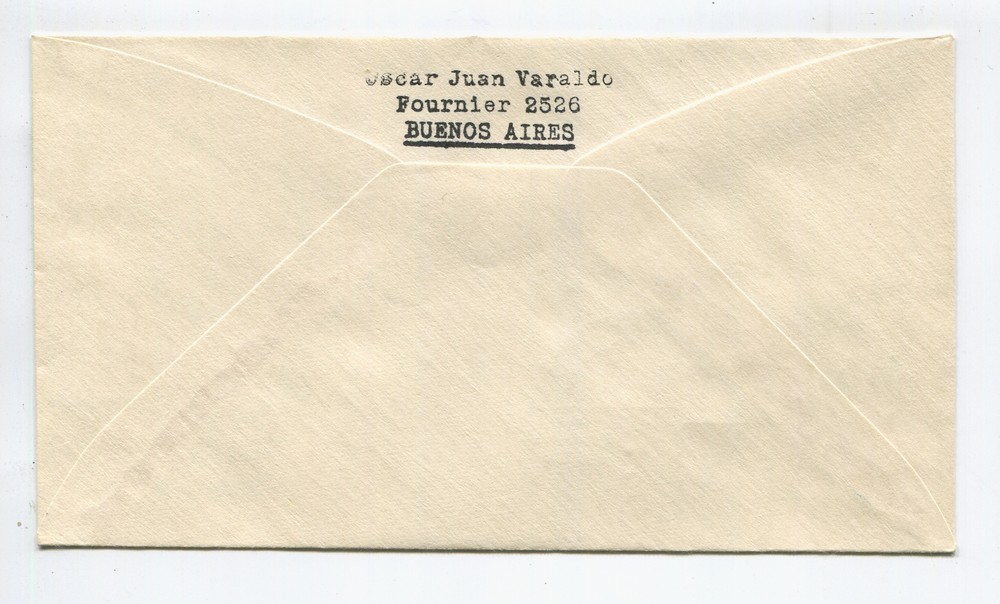 Oscar Juan Varaldo
Fournier 2526
BUENOS AIRES